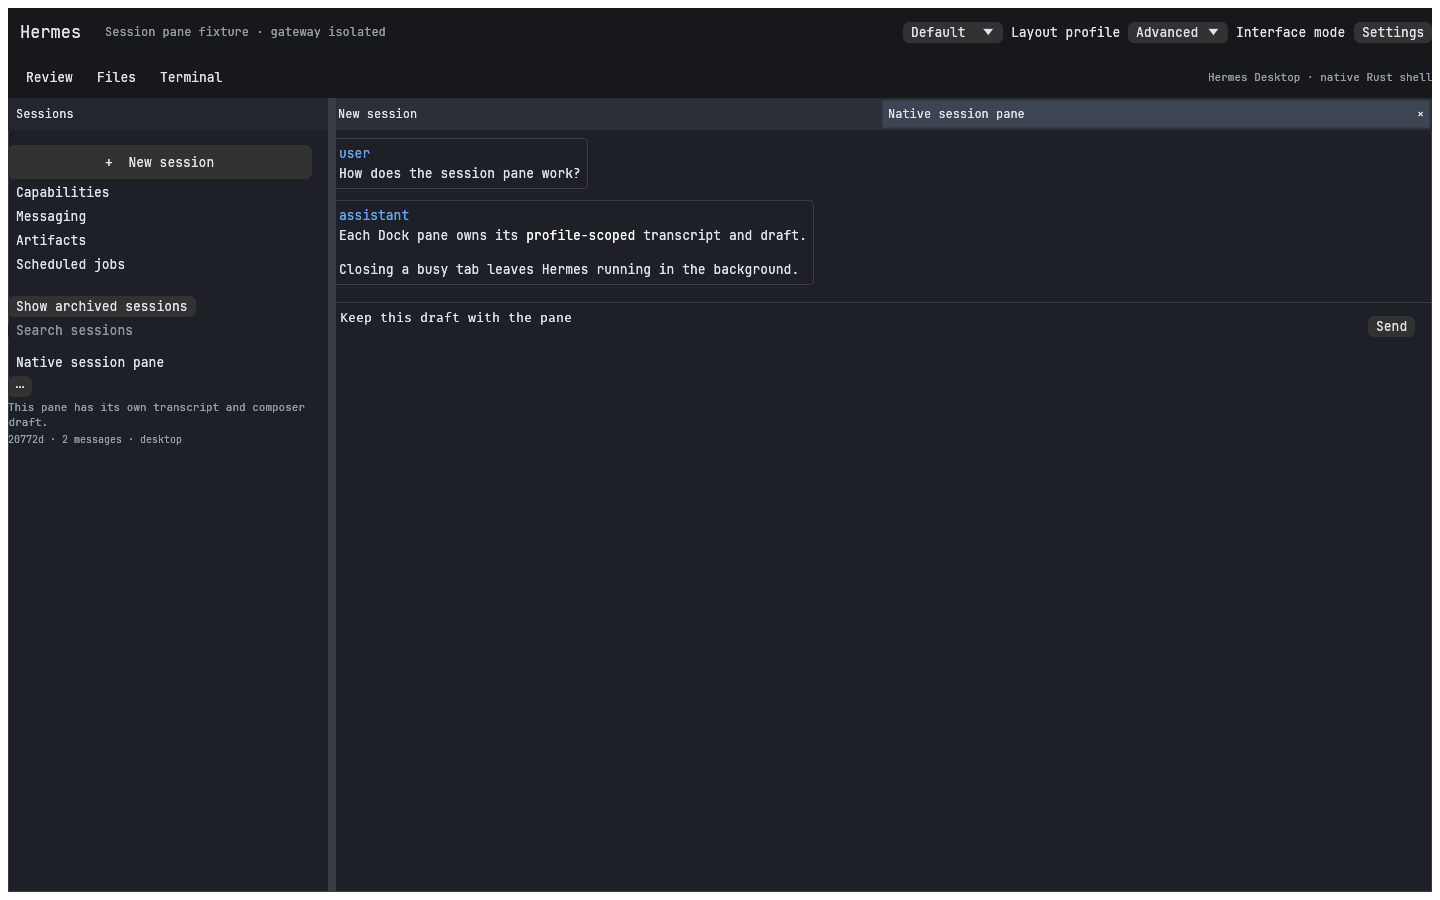 Hermes
Session pane fixture · gateway isolated
Default
Layout profile
Advanced
Interface mode
Settings
Review
Files
Terminal
Hermes Desktop · native Rust shell
Sessions
New session
Native session pane
×
+ New session
Capabilities
Messaging
Artifacts
Scheduled jobs
Show archived sessions
Search sessions
Native session pane
…
This pane has its own transcript and composer
draft.
20772d · 2 messages · desktop
user
How does the session pane work?
assistant
Each Dock pane owns its profile-scoped transcript and draft.
Closing a busy tab leaves Hermes running in the background.
Keep this draft with the pane
Send